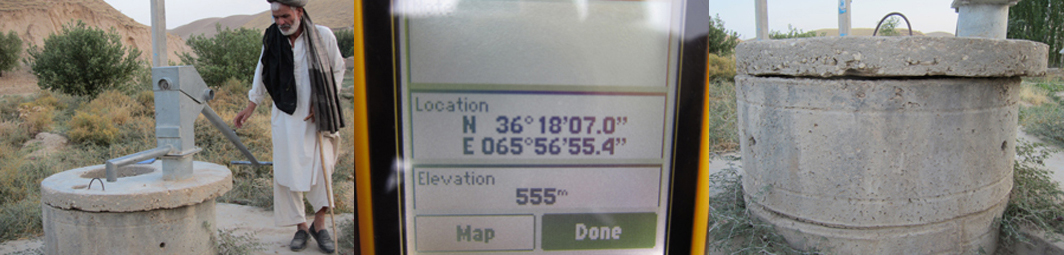 Location
N 36°18'07.0"
E 065°56'55.4"
Elevation
555m
Map
Done